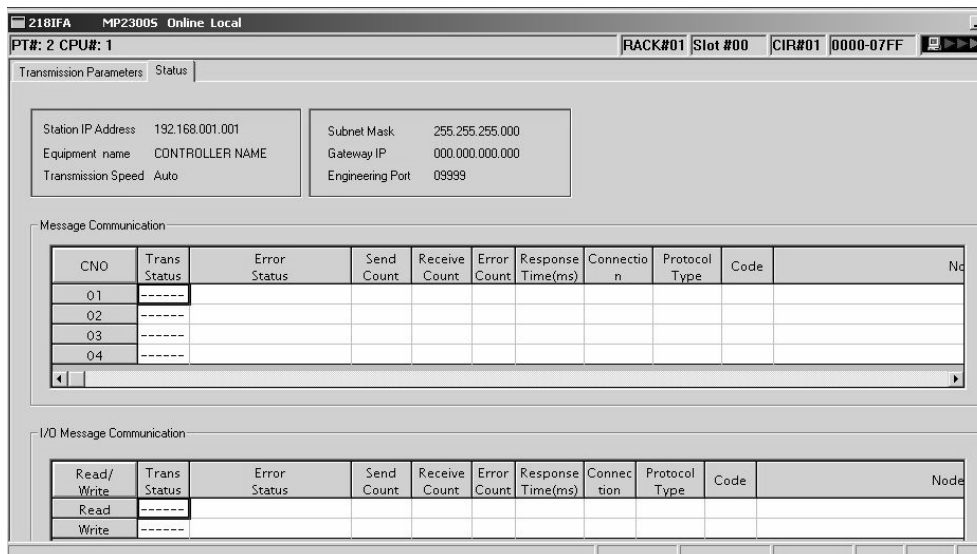 218IFA MP2300S Online Local
PT#: 2 CPU#: 1 RACK#01 Slot #00 CIR#01 0000-07FF
Transmission Parameters Status
Station IP Address 192.168.001.001
Equipment name CONTROLLER NAME
Transmission Speed Auto
Subnet Mask 255.255.255.000
Gateway IP 000.000.000.000
Engineering Port 09999
Message Communication
CNO Trans Status Error Status Send Count Receive Count Error Count Response Time(ms) Connectio n Protocol Type Code No
01 ------
02 ------
03 ------
04 ------
I/O Message Communication
Read/ Write Trans Status Error Status Send Count Receive Count Error Count Response Time(ms) Connec tion Protocol Type Code Node
Read ------
Write ------